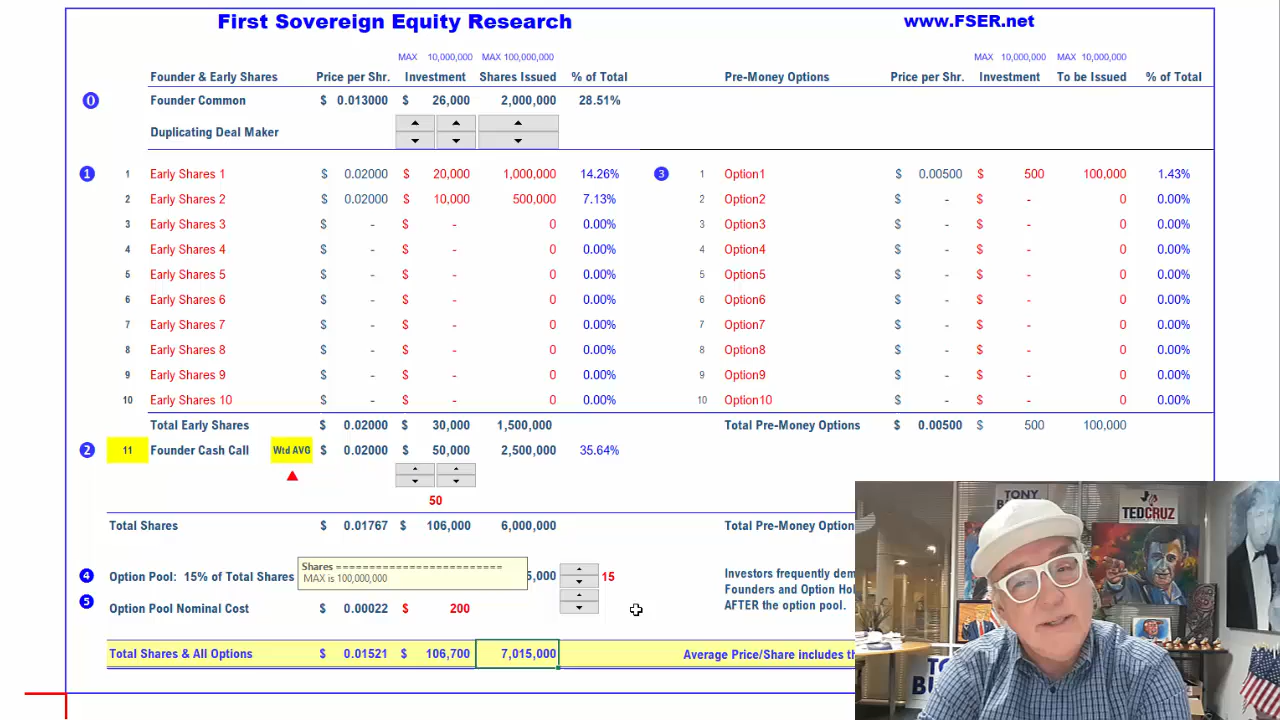 First Sovereign Equity Research www.FSER.net
MAX 10,000,000 MAX 100,000,000 MAX 10,000,000 MAX 10,000,000
Founder & Early Shares Price per Shr. Investment Shares Issued % of Total Pre-Money Options Price per Shr. Investment To be Issued % of Total
0 Founder Common $ 0.013000 $ 26,000 2,000,000 28.51%
Duplicating Deal Maker
1 1 Early Shares 1 $ 0.02000 $ 20,000 1,000,000 14.26% 3 1 Option1 $ 0.00500 $ 500 100,000 1.43%
2 Early Shares 2 $ 0.02000 $ 10,000 500,000 7.13% 2 Option2 $ - $ - 0 0.00%
3 Early Shares 3 $ - $ - 0 0.00% 3 Option3 $ - $ - 0 0.00%
4 Early Shares 4 $ - $ - 0 0.00% 4 Option4 $ - $ - 0 0.00%
5 Early Shares 5 $ - $ - 0 0.00% 5 Option5 $ - $ - 0 0.00%
6 Early Shares 6 $ - $ - 0 0.00% 6 Option6 $ - $ - 0 0.00%
7 Early Shares 7 $ - $ - 0 0.00% 7 Option7 $ - $ - 0 0.00%
8 Early Shares 8 $ - $ - 0 0.00% 8 Option8 $ - $ - 0 0.00%
9 Early Shares 9 $ - $ - 0 0.00% 9 Option9 $ - $ - 0 0.00%
10 Early Shares 10 $ - $ - 0 0.00% 10 Option10 $ - $ - 0 0.00%
Total Early Shares $ 0.02000 $ 30,000 1,500,000 Total Pre-Money Options $ 0.00500 $ 500 100,000
2 11 Founder Cash Call Wtd AVG $ 0.02000 $ 50,000 2,500,000 35.64%
50
Total Shares $ 0.01767 $ 106,000 6,000,000 Total Pre-Money Option
Shares =========================
MAX is 100,000,000
4 Option Pool: 15% of Total Shares 5,000 15
Investors frequently dem
Founders and Option Ho
AFTER the option pool.
5 Option Pool Nominal Cost $ 0.00022 $ 200
Total Shares & All Options $ 0.01521 $ 106,700 7,015,000 Average Price/Share includes th
TONY
TED CRUZ